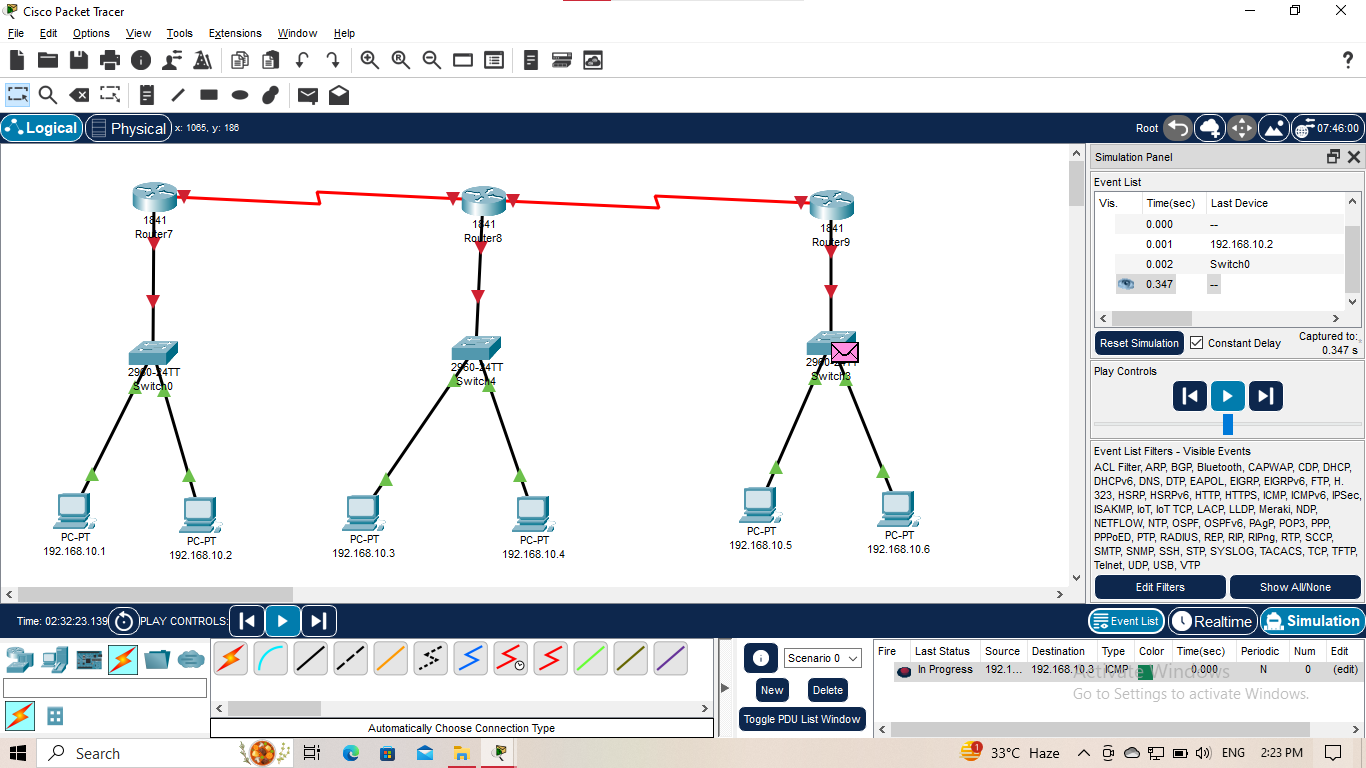 Cisco Packet Tracer
File Edit Options View Tools Extensions Window Help
?
Logical Physical x: 1065, y: 186 Root 07:46:00
Simulation Panel
Event List
Vis. Time(sec) Last Device
0.000 --
0.001 192.168.10.2
0.002 Switch0
0.347 --
Reset Simulation Constant Delay Captured to:
0.347 s
Play Controls
Event List Filters - Visible Events
ACL Filter, ARP, BGP, Bluetooth, CAPWAP, CDP, DHCP,
DHCPv6, DNS, DTP, EAPOL, EIGRP, EIGRPv6, FTP, H.
323, HSRP, HSRPv6, HTTP, HTTPS, ICMP, ICMPv6, IPSec,
ISAKMP, IoT, IoT TCP, LACP, LLDP, Meraki, NDP,
NETFLOW, NTP, OSPF, OSPFv6, PAgP, POP3, PPP,
PPPoED, PTP, RADIUS, REP, RIP, RIPng, RTP, SCCP,
SMTP, SNMP, SSH, STP, SYSLOG, TACACS, TCP, TFTP,
Telnet, UDP, USB, VTP
Edit Filters Show All/None
1841
Router7
1841
Router8
1841
Router9
2960-24TT
Switch0
2960-24TT
Switch4
2960-24TT
Switch3
PC-PT
192.168.10.1
PC-PT
192.168.10.2
PC-PT
192.168.10.3
PC-PT
192.168.10.4
PC-PT
192.168.10.5
PC-PT
192.168.10.6
Time: 02:32:23.139 PLAY CONTROLS: Event List Realtime Simulation
Automatically Choose Connection Type
Scenario 0
New Delete
Toggle PDU List Window
Fire Last Status Source Destination Type Color Time(sec) Periodic Num Edit
In Progress 192.1... 192.168.10.3 ICMP 0.000 N 0 (edit)
Activate Windows
Go to Settings to activate Windows.
Search 1 33°C Haze ENG 2:23 PM